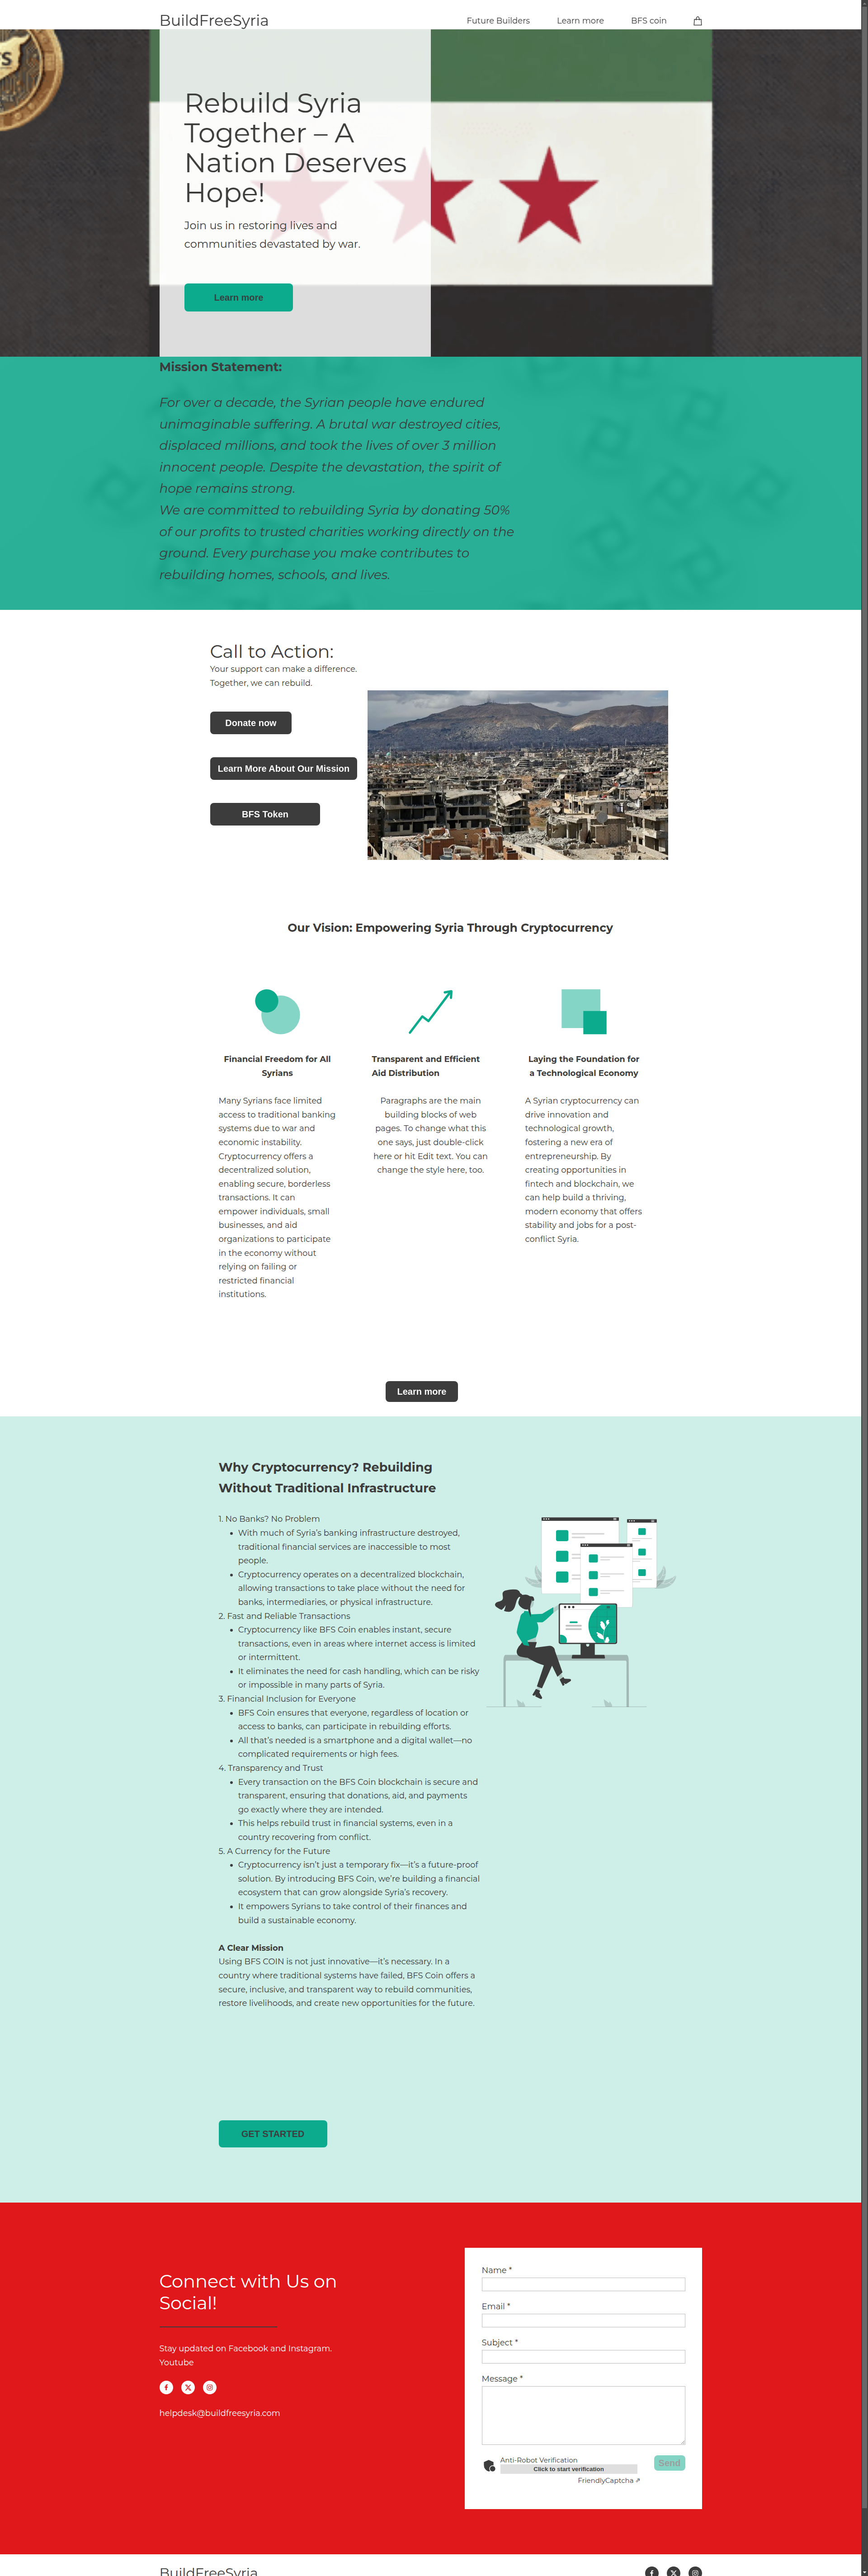 BuildFreeSyria
Future Builders
Learn more
BFS coin
Rebuild Syria
Together – A
Nation Deserves
Hope!
Join us in restoring lives and
communities devastated by war.
Learn more
Mission Statement:
For over a decade, the Syrian people have endured
unimaginable suffering. A brutal war destroyed cities,
displaced millions, and took the lives of over 3 million
innocent people. Despite the devastation, the spirit of
hope remains strong.
We are committed to rebuilding Syria by donating 50%
of our profits to trusted charities working directly on the
ground. Every purchase you make contributes to
rebuilding homes, schools, and lives.
Call to Action:
Your support can make a difference.
Together, we can rebuild.
Donate now
Learn More About Our Mission
BFS Token
Our Vision: Empowering Syria Through Cryptocurrency
Financial Freedom for All
Syrians
Many Syrians face limited
access to traditional banking
systems due to war and
economic instability.
Cryptocurrency offers a
decentralized solution,
enabling secure, borderless
transactions. It can
empower individuals, small
businesses, and aid
organizations to participate
in the economy without
relying on failing or
restricted financial
institutions.
Transparent and Efficient
Aid Distribution
Paragraphs are the main
building blocks of web
pages. To change what this
one says, just double-click
here or hit Edit text. You can
change the style here, too.
Laying the Foundation for
a Technological Economy
A Syrian cryptocurrency can
drive innovation and
technological growth,
fostering a new era of
entrepreneurship. By
creating opportunities in
fintech and blockchain, we
can help build a thriving,
modern economy that offers
stability and jobs for a post-
conflict Syria.
Learn more
Why Cryptocurrency? Rebuilding
Without Traditional Infrastructure
1. No Banks? No Problem
• With much of Syria's banking infrastructure destroyed,
traditional financial services are inaccessible to most
people.
• Cryptocurrency operates on a decentralized blockchain,
allowing transactions to take place without the need for
banks, intermediaries, or physical infrastructure.
2. Fast and Reliable Transactions
• Cryptocurrency like BFS Coin enables instant, secure
transactions, even in areas where internet access is limited
or intermittent.
• It eliminates the need for cash handling, which can be risky
or impossible in many parts of Syria.
3. Financial Inclusion for Everyone
• BFS Coin ensures that everyone, regardless of location or
access to banks, can participate in rebuilding efforts.
• All that's needed is a smartphone and a digital wallet—no
complicated requirements or high fees.
4. Transparency and Trust
• Every transaction on the BFS Coin blockchain is secure and
transparent, ensuring that donations, aid, and payments
go exactly where they are intended.
• This helps rebuild trust in financial systems, even in a
country recovering from conflict.
5. A Currency for the Future
• Cryptocurrency isn't just a temporary fix—it's a future-proof
solution. By introducing BFS Coin, we're building a financial
ecosystem that can grow alongside Syria's recovery.
• It empowers Syrians to take control of their finances and
build a sustainable economy.
A Clear Mission
Using BFS COIN is not just innovative—it's necessary. In a
country where traditional systems have failed, BFS Coin offers a
secure, inclusive, and transparent way to rebuild communities,
restore livelihoods, and create new opportunities for the future.
GET STARTED
Connect with Us on
Social!
Stay updated on Facebook and Instagram.
Youtube
helpdesk@buildfreesyria.com
Name *
Email *
Subject *
Message *
Anti-Robot Verification
Click to start verification
FriendlyCaptcha ⇗
Send
BuildFreeSyria